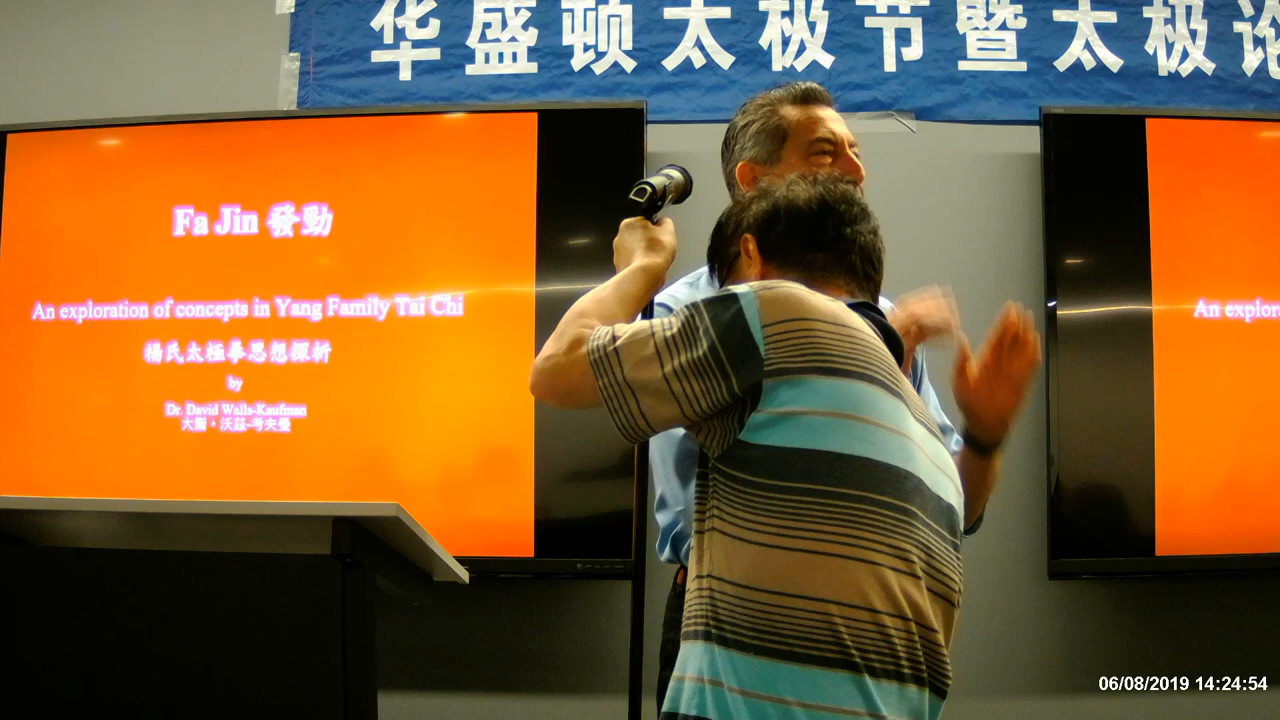 华盛顿太极节暨太极论
Fa Jin 發勁
An exploration of concepts in Yang Family Tai Chi
楊氏太極拳思想探析
by
Dr. David Walls-Kaufman
大衛·沃茲-考夫曼
An explora
06/08/2019 14:24:54